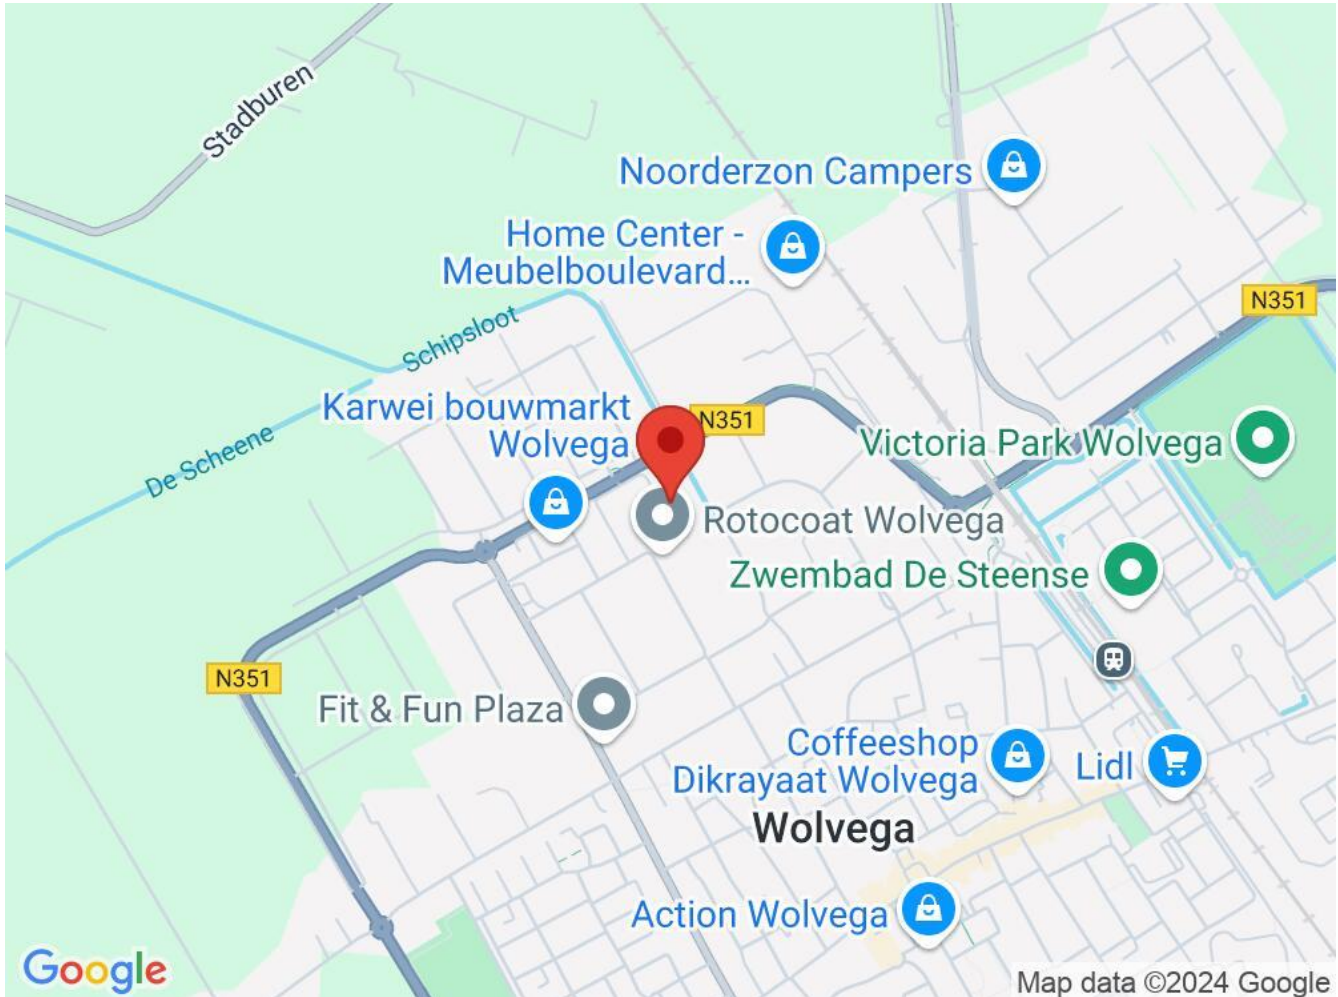 Stadburen
Noorderzon Campers
Home Center -
Meubelboulevard...
N351
Schipsloot
Karwei bouwmarkt
Wolvega
N351
De Scheene
Victoria Park Wolvega
Rotocoat Wolvega
Zwembad De Steense
N351
Fit & Fun Plaza
Coffeeshop
Dikrayaat Wolvega
Lidl
Wolvega
Action Wolvega
Google
Map data ©2024 Google